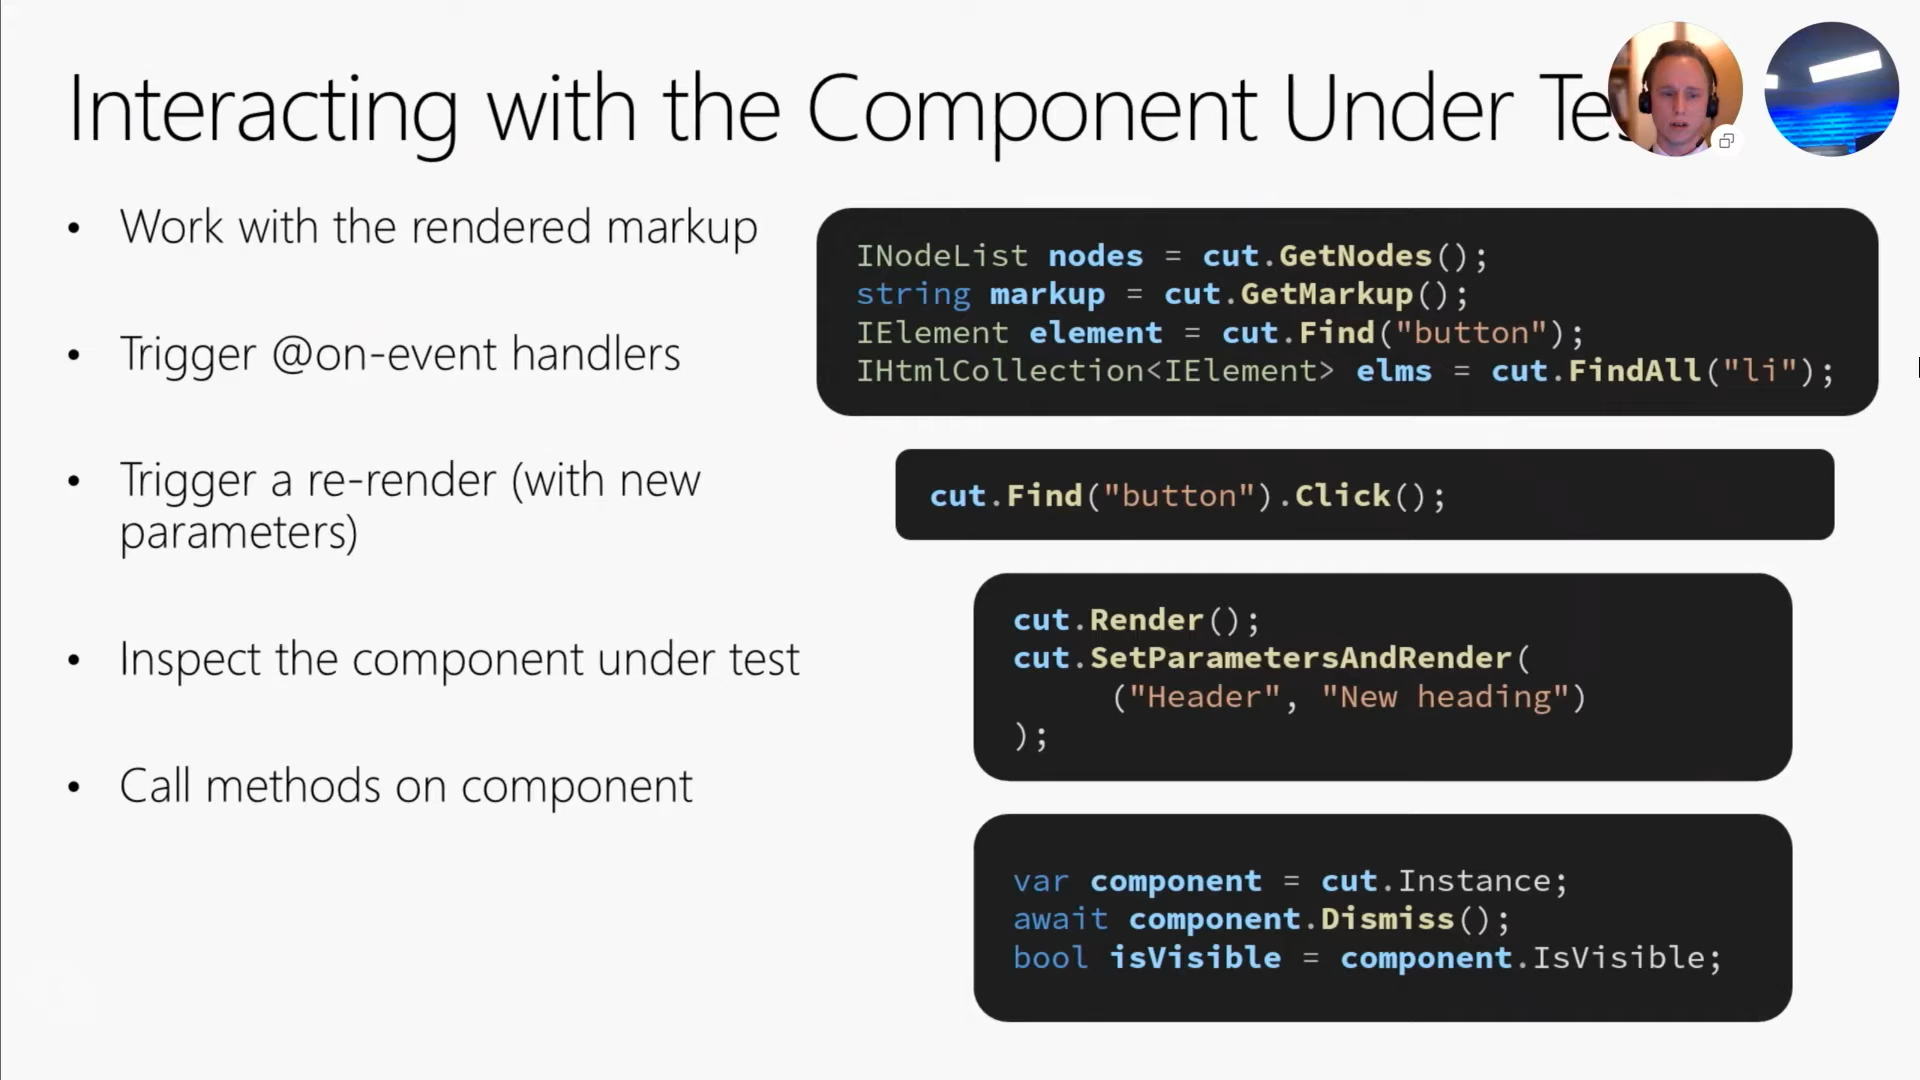 Interacting with the Component Under Tes
• Work with the rendered markup
• Trigger @on-event handlers
• Trigger a re-render (with new
parameters)
• Inspect the component under test
• Call methods on component
INodeList nodes = cut.GetNodes();
string markup = cut.GetMarkup();
IElement element = cut.Find("button");
IHtmlCollection<IElement> elms = cut.FindAll("li");
cut.Find("button").Click();
cut.Render();
cut.SetParametersAndRender(
("Header", "New heading")
);
var component = cut.Instance;
await component.Dismiss();
bool isVisible = component.IsVisible;